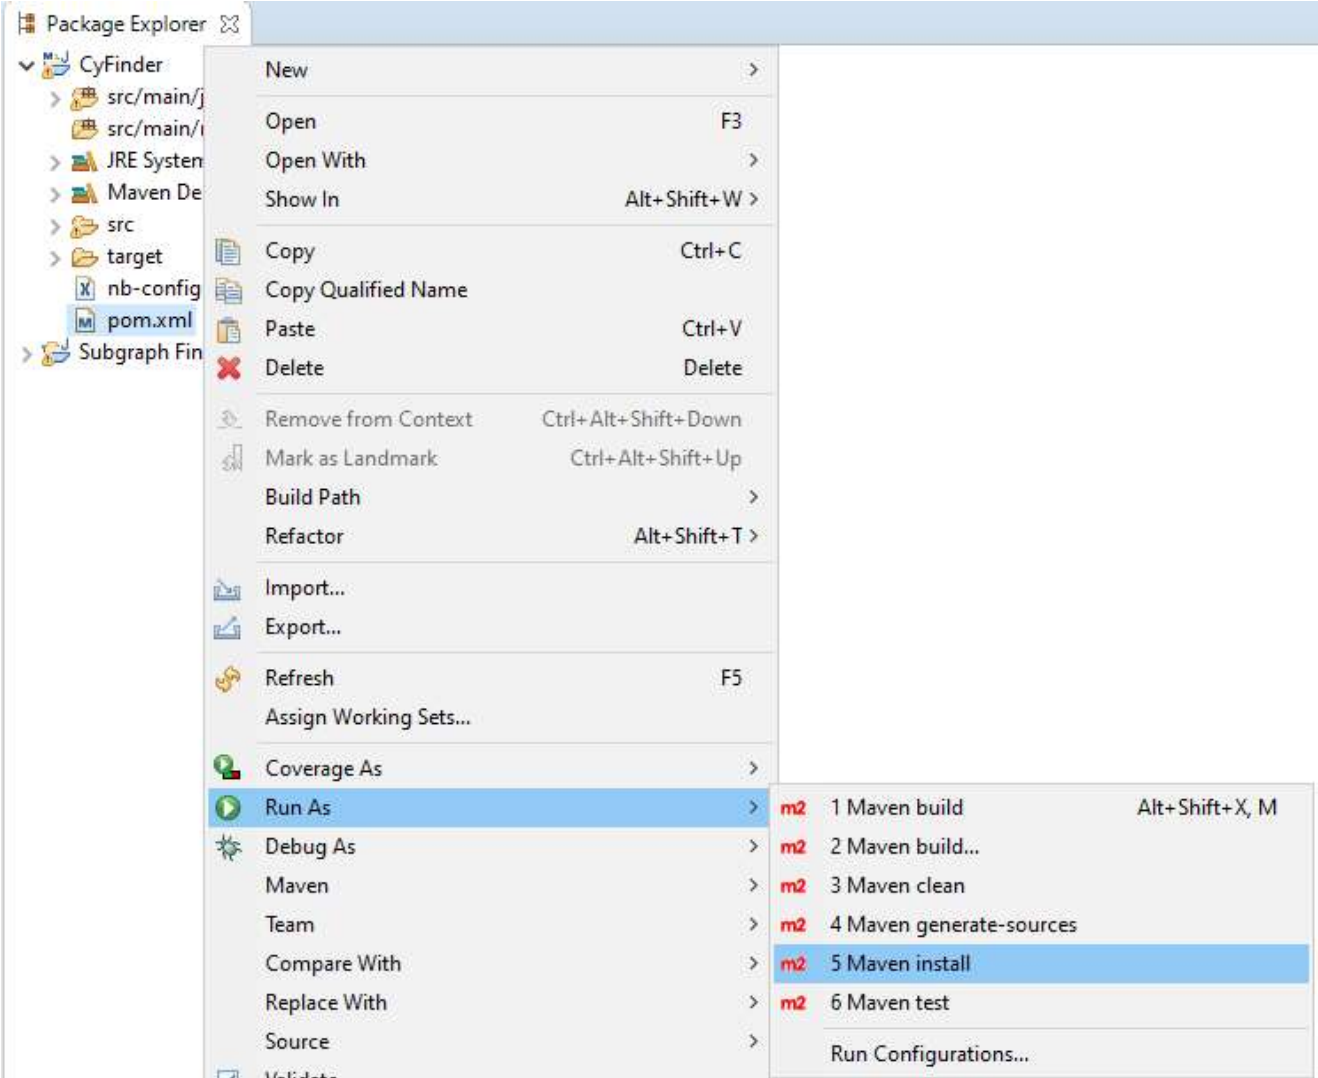 Package Explorer
CyFinder
src/main/j
src/main/r
JRE System
Maven De
src
target
nb-config
pom.xml
Subgraph Fin
New
Open F3
Open With
Show In Alt+Shift+W
Copy Ctrl+C
Copy Qualified Name
Paste Ctrl+V
Delete Delete
Remove from Context Ctrl+Alt+Shift+Down
Mark as Landmark Ctrl+Alt+Shift+Up
Build Path
Refactor Alt+Shift+T
Import...
Export...
Refresh F5
Assign Working Sets...
Coverage As
Run As
Debug As
Maven
Team
Compare With
Replace With
Source
Validate
m2 1 Maven build Alt+Shift+X, M
m2 2 Maven build...
m2 3 Maven clean
m2 4 Maven generate-sources
m2 5 Maven install
m2 6 Maven test
Run Configurations...